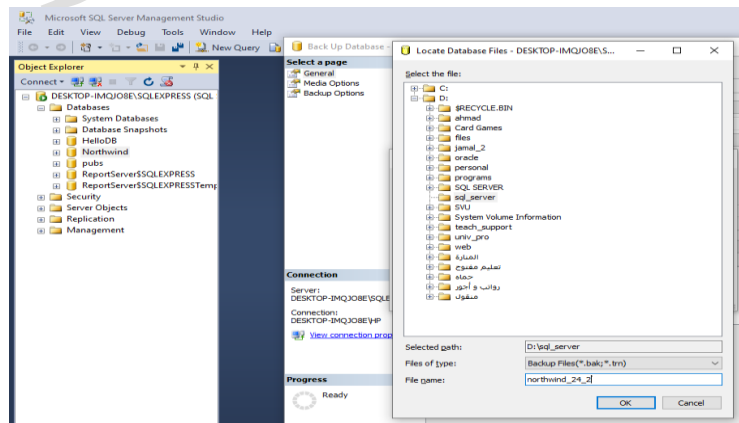 Microsoft SQL Server Management Studio
File Edit View Debug Tools Window Help
New Query
Object Explorer
Connect
DESKTOP-IMQJO8E\SQLEXPRESS (SQL
Databases
System Databases
Database Snapshots
HelloDB
Northwind
pubs
ReportServer$SQLEXPRESS
ReportServer$SQLEXPRESSTemp
Security
Server Objects
Replication
Management
Back Up Database -
Select a page
General
Media Options
Backup Options
Connection
Server:
DESKTOP-IMQJO8E\SQLE
Connection:
DESKTOP-IMQJO8E\HP
View connection prop
Progress
Ready
Locate Database Files - DESKTOP-IMQJO8E\S...
Select the file:
C:
D:
$RECYCLE.BIN
ahmad
Card Games
files
jamal_2
oracle
personal
programs
SQL SERVER
sql_server
SVU
System Volume Information
teach_support
univ_pro
web
المنارة
تعليم مفتوح
حماه
رواتب و أجور
منقول
Selected path: D:\sql_server
Files of type: Backup Files(*.bak;*.trn)
File name: northwind_24_2
OK Cancel